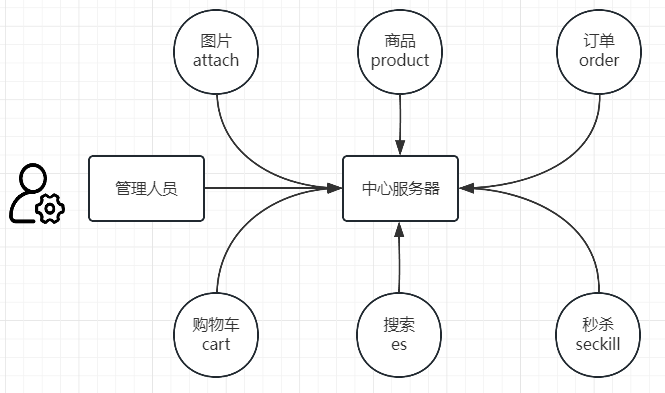 图片
attach
商品
product
订单
order
管理人员
中心服务器
购物车
cart
搜索
es
秒杀
seckill